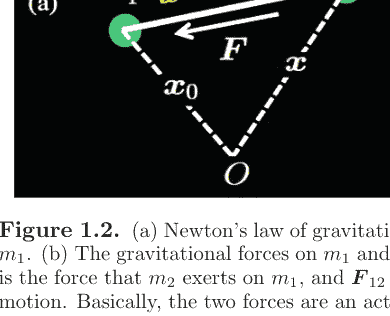 (a)
F
x₀
x
O
Figure 1.2. (a) Newton's law of gravitati
m₁. (b) The gravitational forces on m₁ and
is the force that m₂ exerts on m₁, and F₁₂
motion. Basically, the two forces are an act